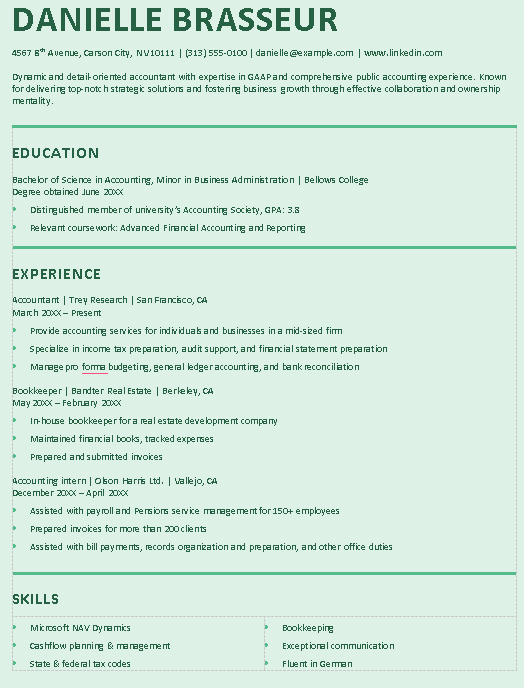 DANIELLE BRASSEUR
4567 8th Avenue, Carson City, NV10111 | (313) 555-0100 | danielle@example.com | www.linkedin.com
Dynamic and detail-oriented accountant with expertise in GAAP and comprehensive public accounting experience. Known
for delivering top-notch strategic solutions and fostering business growth through effective collaboration and ownership
mentality.
EDUCATION
Bachelor of Science in Accounting, Minor in Business Administration | Bellows College
Degree obtained June 20XX
Distinguished member of university's Accounting Society, GPA: 3.8
Relevant coursework: Advanced Financial Accounting and Reporting
EXPERIENCE
Accountant | Trey Research | San Francisco, CA
March 20XX – Present
Provide accounting services for individuals and businesses in a mid-sized firm
Specialize in income tax preparation, audit support, and financial statement preparation
Manage pro forma budgeting, general ledger accounting, and bank reconciliation
Bookkeeper | Bandter Real Estate | Berkeley, CA
May 20XX – February 20XX
In-house bookkeeper for a real estate development company
Maintained financial books, tracked expenses
Prepared and submitted invoices
Accounting intern | Olson Harris Ltd. | Vallejo, CA
December 20XX – April 20XX
Assisted with payroll and Pensions service management for 150+ employees
Prepared invoices for more than 200 clients
Assisted with bill payments, records organization and preparation, and other office duties
SKILLS
Microsoft NAV Dynamics
Cashflow planning & management
State & federal tax codes
Bookkeeping
Exceptional communication
Fluent in German